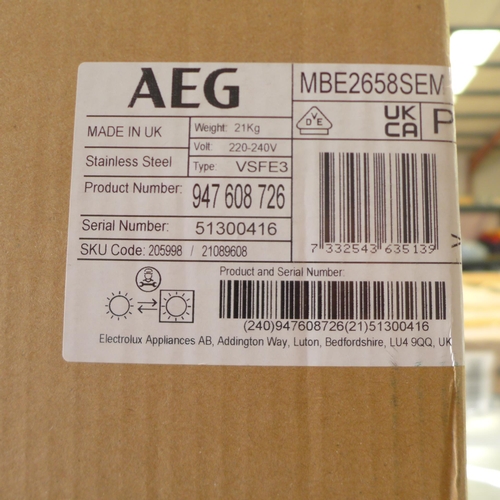 AEG
MBE2658SEM
VDE
UK
CA
P
MADE IN UK
Weight: 21Kg
Volt: 220-240V
Stainless Steel
Type: VSFE3
Product Number: 947 608 726
Serial Number: 51300416
SKU Code: 205998 / 21089608
7 332543 635139
Product and Serial Number:
(240)947608726(21)51300416
Electrolux Appliances AB, Addington Way, Luton, Bedfordshire, LU4 9QQ, UK